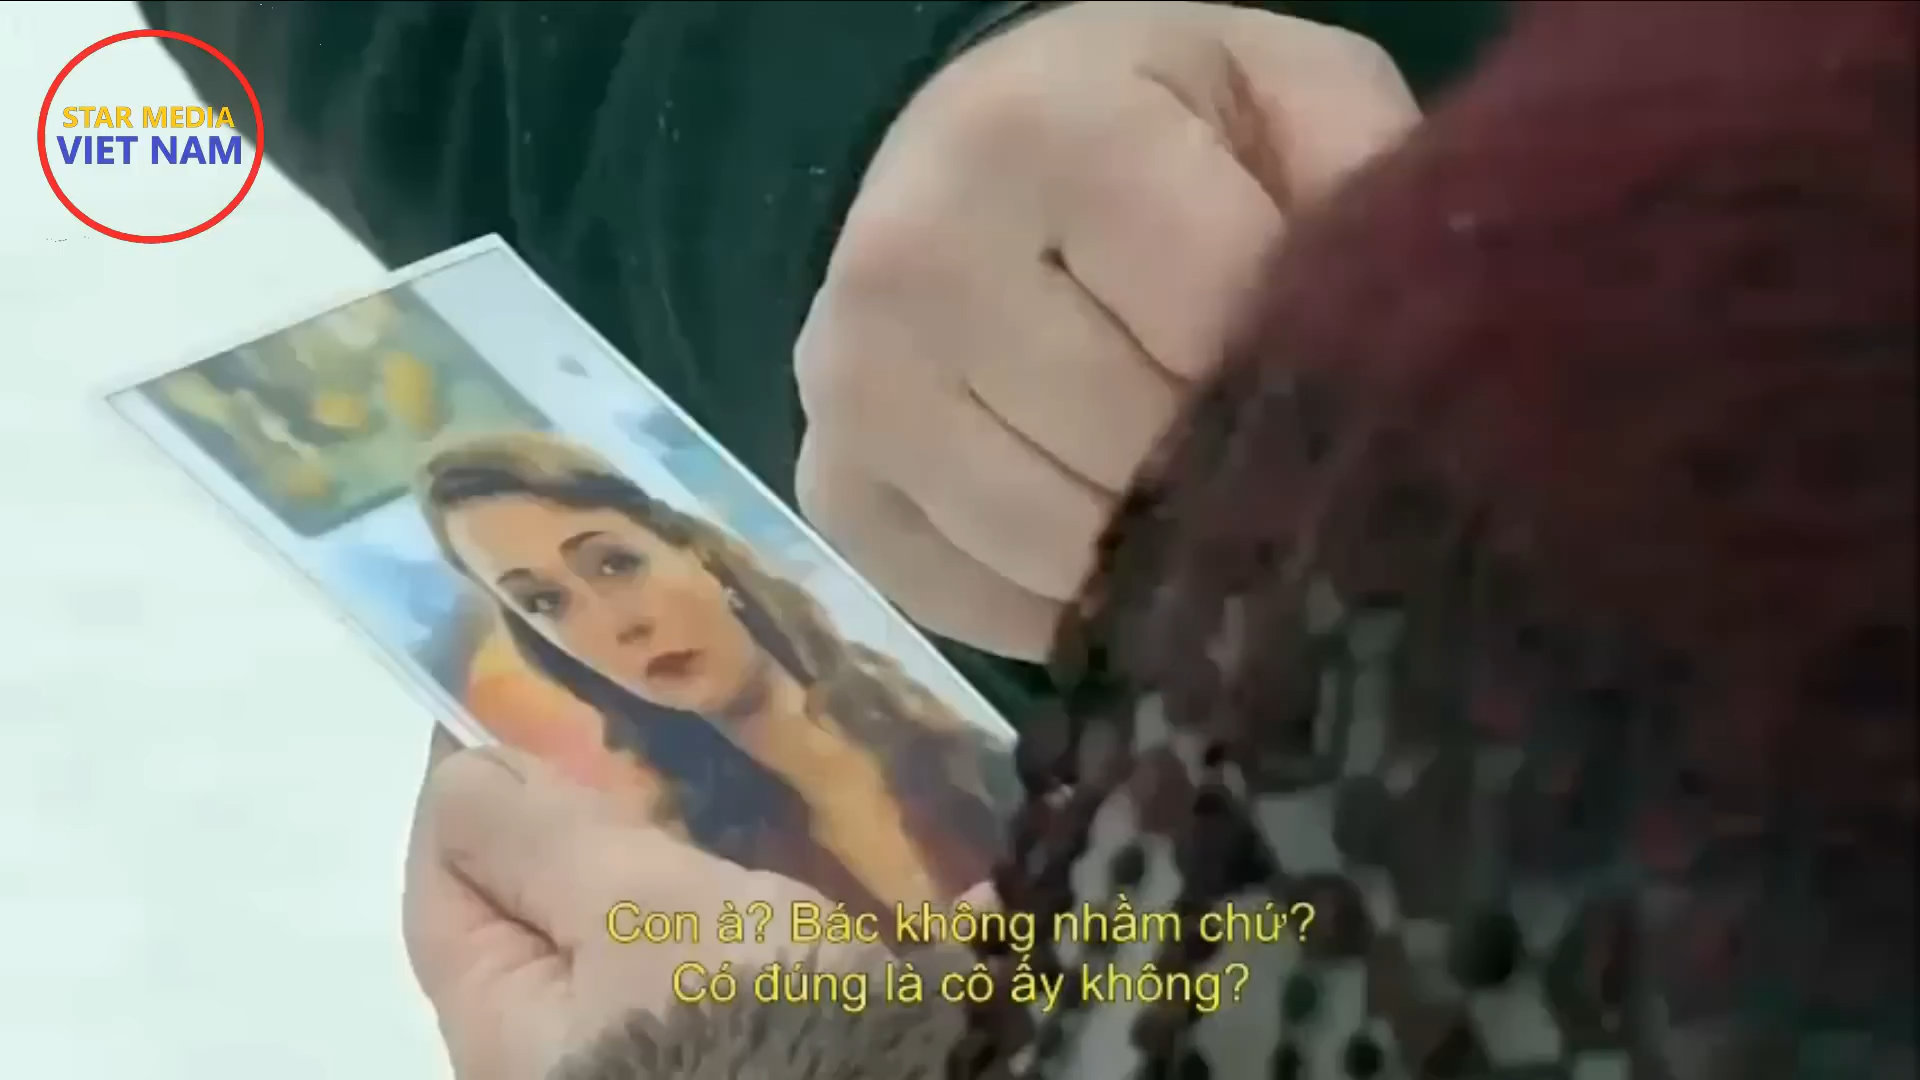 STAR MEDIA
VIET NAM
Con à? Bác không nhầm chứ?
Có đúng là cô ấy không?